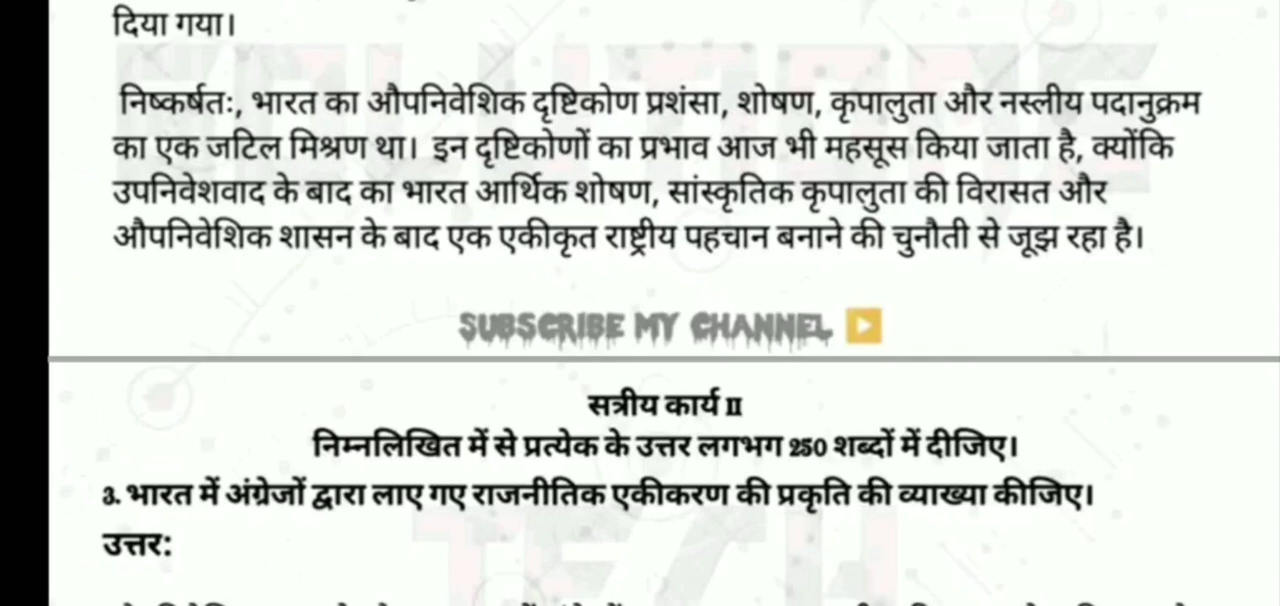 दिया गया।
निष्कर्षतः, भारत का औपनिवेशिक दृष्टिकोण प्रशंसा, शोषण, कृपालुता और नस्लीय पदानुक्रम
का एक जटिल मिश्रण था। इन दृष्टिकोणों का प्रभाव आज भी महसूस किया जाता है, क्योंकि
उपनिवेशवाद के बाद का भारत आर्थिक शोषण, सांस्कृतिक कृपालुता की विरासत और
औपनिवेशिक शासन के बाद एक एकीकृत राष्ट्रीय पहचान बनाने की चुनौती से जूझ रहा है।
SUBSCRIBE MY CHANNEL
सत्रीय कार्य II
निम्नलिखित में से प्रत्येक के उत्तर लगभग 250 शब्दों में दीजिए।
3. भारत में अंग्रेजों द्वारा लाए गए राजनीतिक एकीकरण की प्रकृति की व्याख्या कीजिए।
उत्तर: